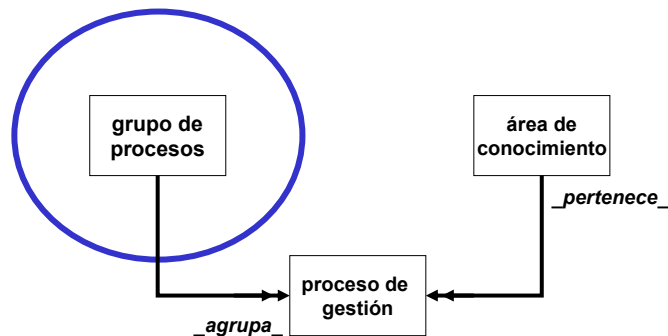 grupo de
procesos
área de
conocimiento
_pertenece_
proceso de
gestión
_agrupa_